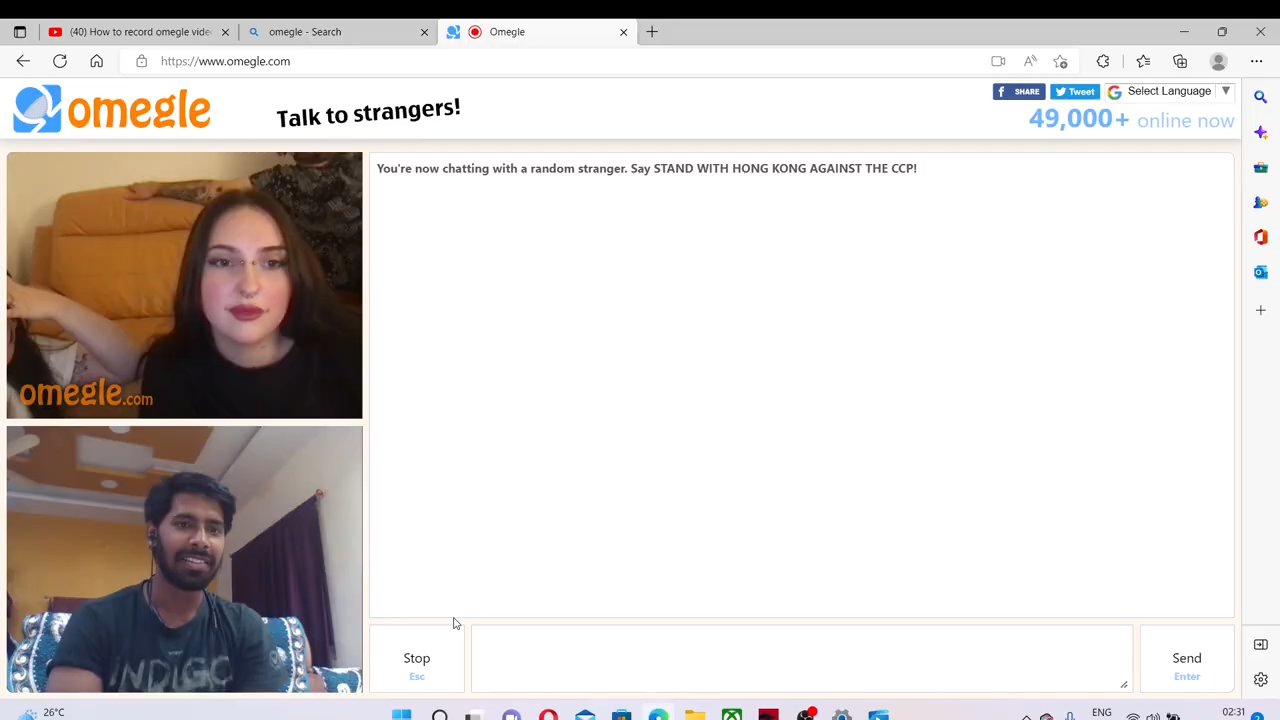 (40) How to record omegle vide
omegle - Search
Omegle
https://www.omegle.com
omegle
Talk to strangers!
SHARE
Tweet
Select Language
49,000+ online now
You're now chatting with a random stranger. Say STAND WITH HONG KONG AGAINST THE CCP!
omegle.com
INDIGO
Stop
Esc
Send
Enter
26°C
ENG
02:31